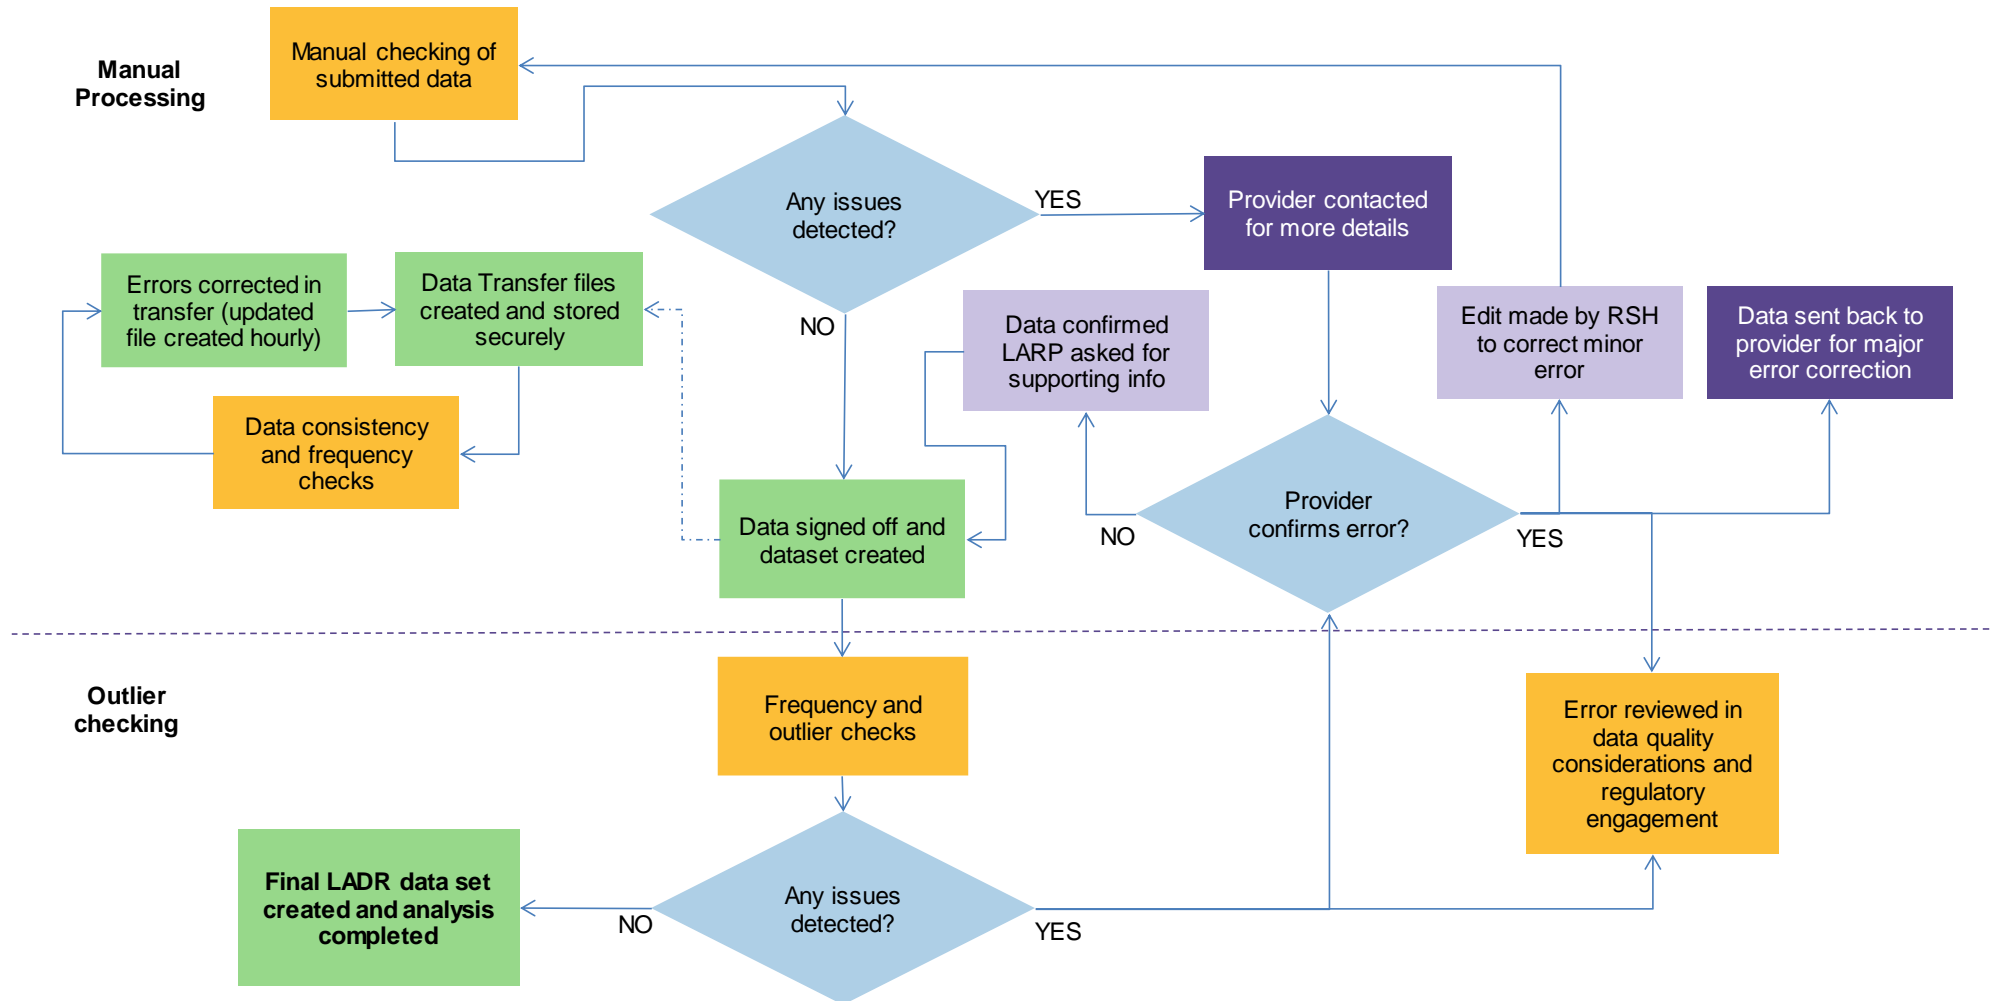 Manual
Processing
Manual checking of
submitted data
Any issues
detected?
YES
NO
Provider contacted
for more details
Errors corrected in
transfer (updated
file created hourly)
Data Transfer files
created and stored
securely
Data consistency
and frequency
checks
Data confirmed
LARP asked for
supporting info
Edit made by RSH
to correct minor
error
Data sent back to
provider for major
error correction
Data signed off and
dataset created
Provider
confirms error?
NO
YES
Outlier
checking
Frequency and
outlier checks
Error reviewed in
data quality
considerations and
regulatory
engagement
Final LADR data set
created and analysis
completed
Any issues
detected?
NO
YES